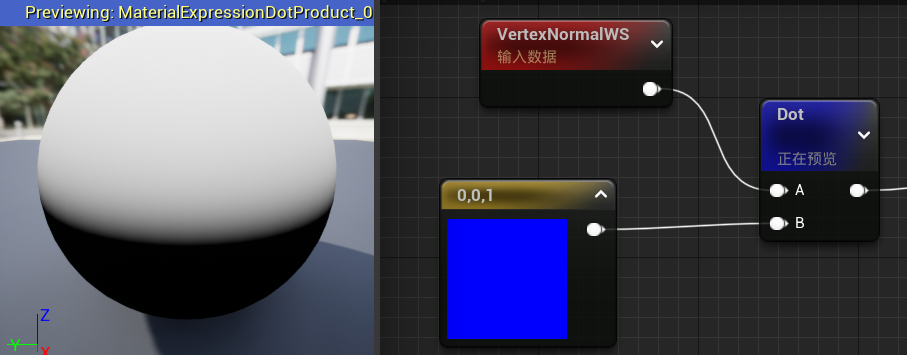 Previewing: MaterialExpressionDotProduct_0
Z
Y
X
VertexNormalWS
输入数据
Dot
正在预览
A
B
0,0,1